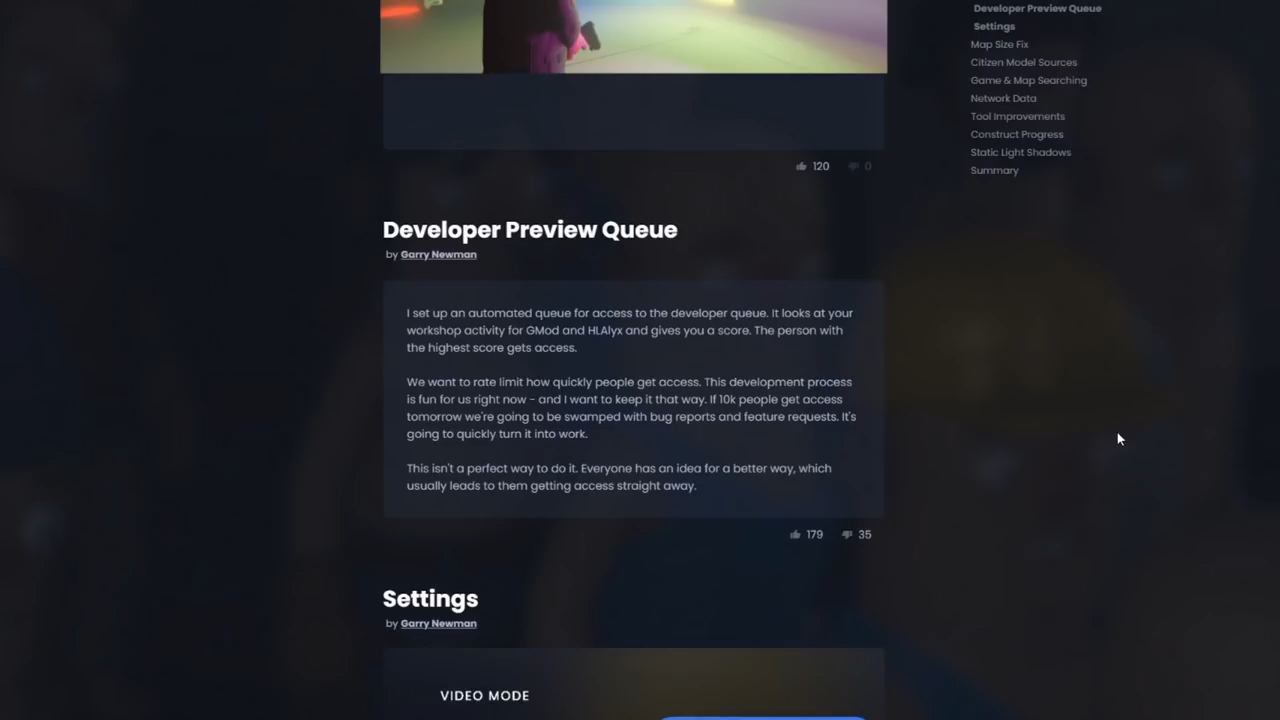 Developer Preview Queue
Settings
Map Size Fix
Citizen Model Sources
Game & Map Searching
Network Data
Tool Improvements
Construct Progress
Static Light Shadows
Summary
120 0
Developer Preview Queue
by Garry Newman
I set up an automated queue for access to the developer queue. It looks at your
workshop activity for GMod and HLAlyx and gives you a score. The person with
the highest score gets access.
We want to rate limit how quickly people get access. This development process
is fun for us right now - and I want to keep it that way. If 10k people get access
tomorrow we're going to be swamped with bug reports and feature requests. It's
going to quickly turn it into work.
This isn't a perfect way to do it. Everyone has an idea for a better way, which
usually leads to them getting access straight away.
179 35
Settings
by Garry Newman
VIDEO MODE